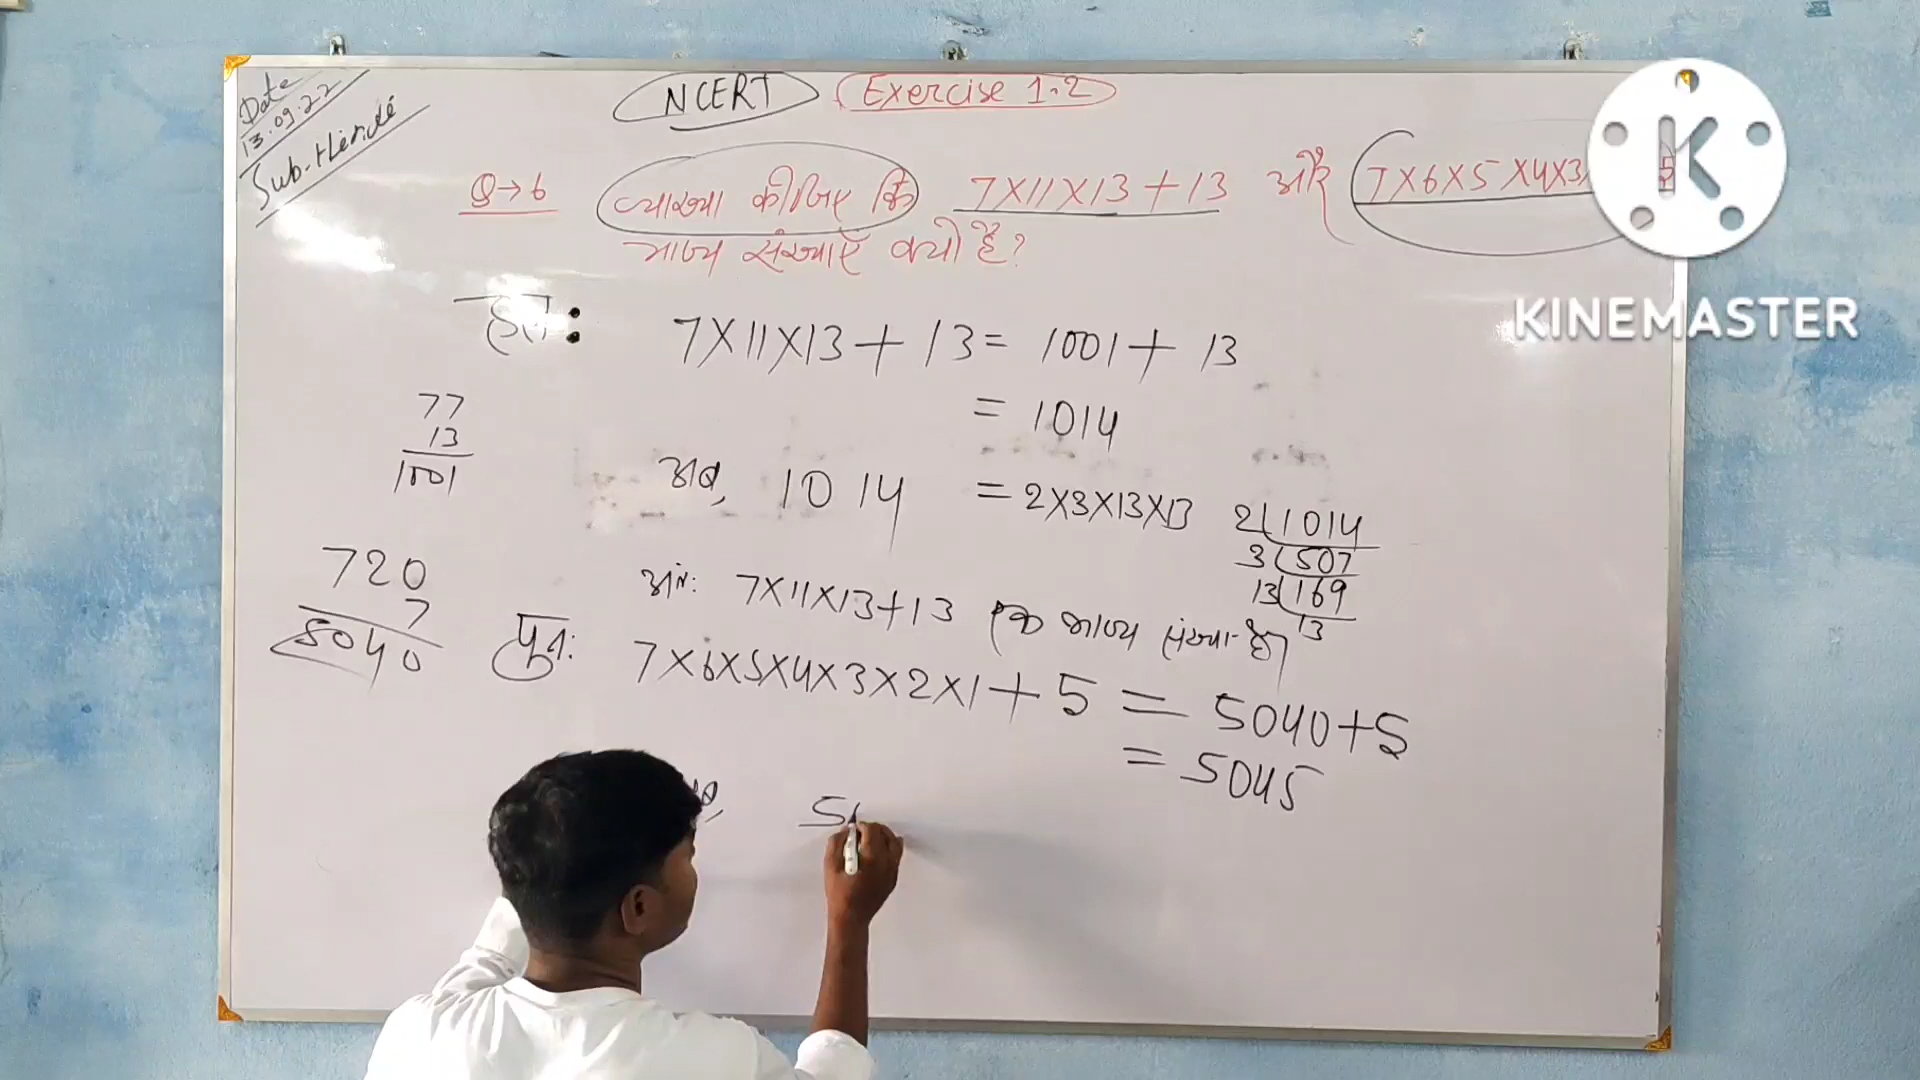 Date
13.09.22
NCERT Exercise 1.2
Q→6 व्याख्या कीजिए कि 7×11×13+13 और 7×6×5×4×3
भाज्य संख्याएँ क्यों हैं?
KINEMASTER
हल:
7×11×13+13= 1001+13
= 1014
77
13
1001
अब, 1014 = 2×3×13×13
2 1014
3 507
13 169
13
720
7
5040
अतः 7×11×13+13 एक भाज्य संख्या है।
पुन: 7×6×5×4×3×2×1+5 = 5040+5
= 5045